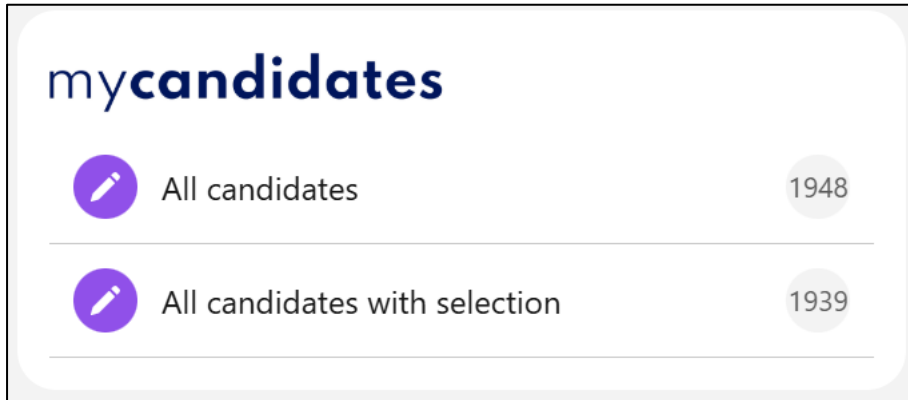 mycandidates
All candidates 1948
All candidates with selection 1939